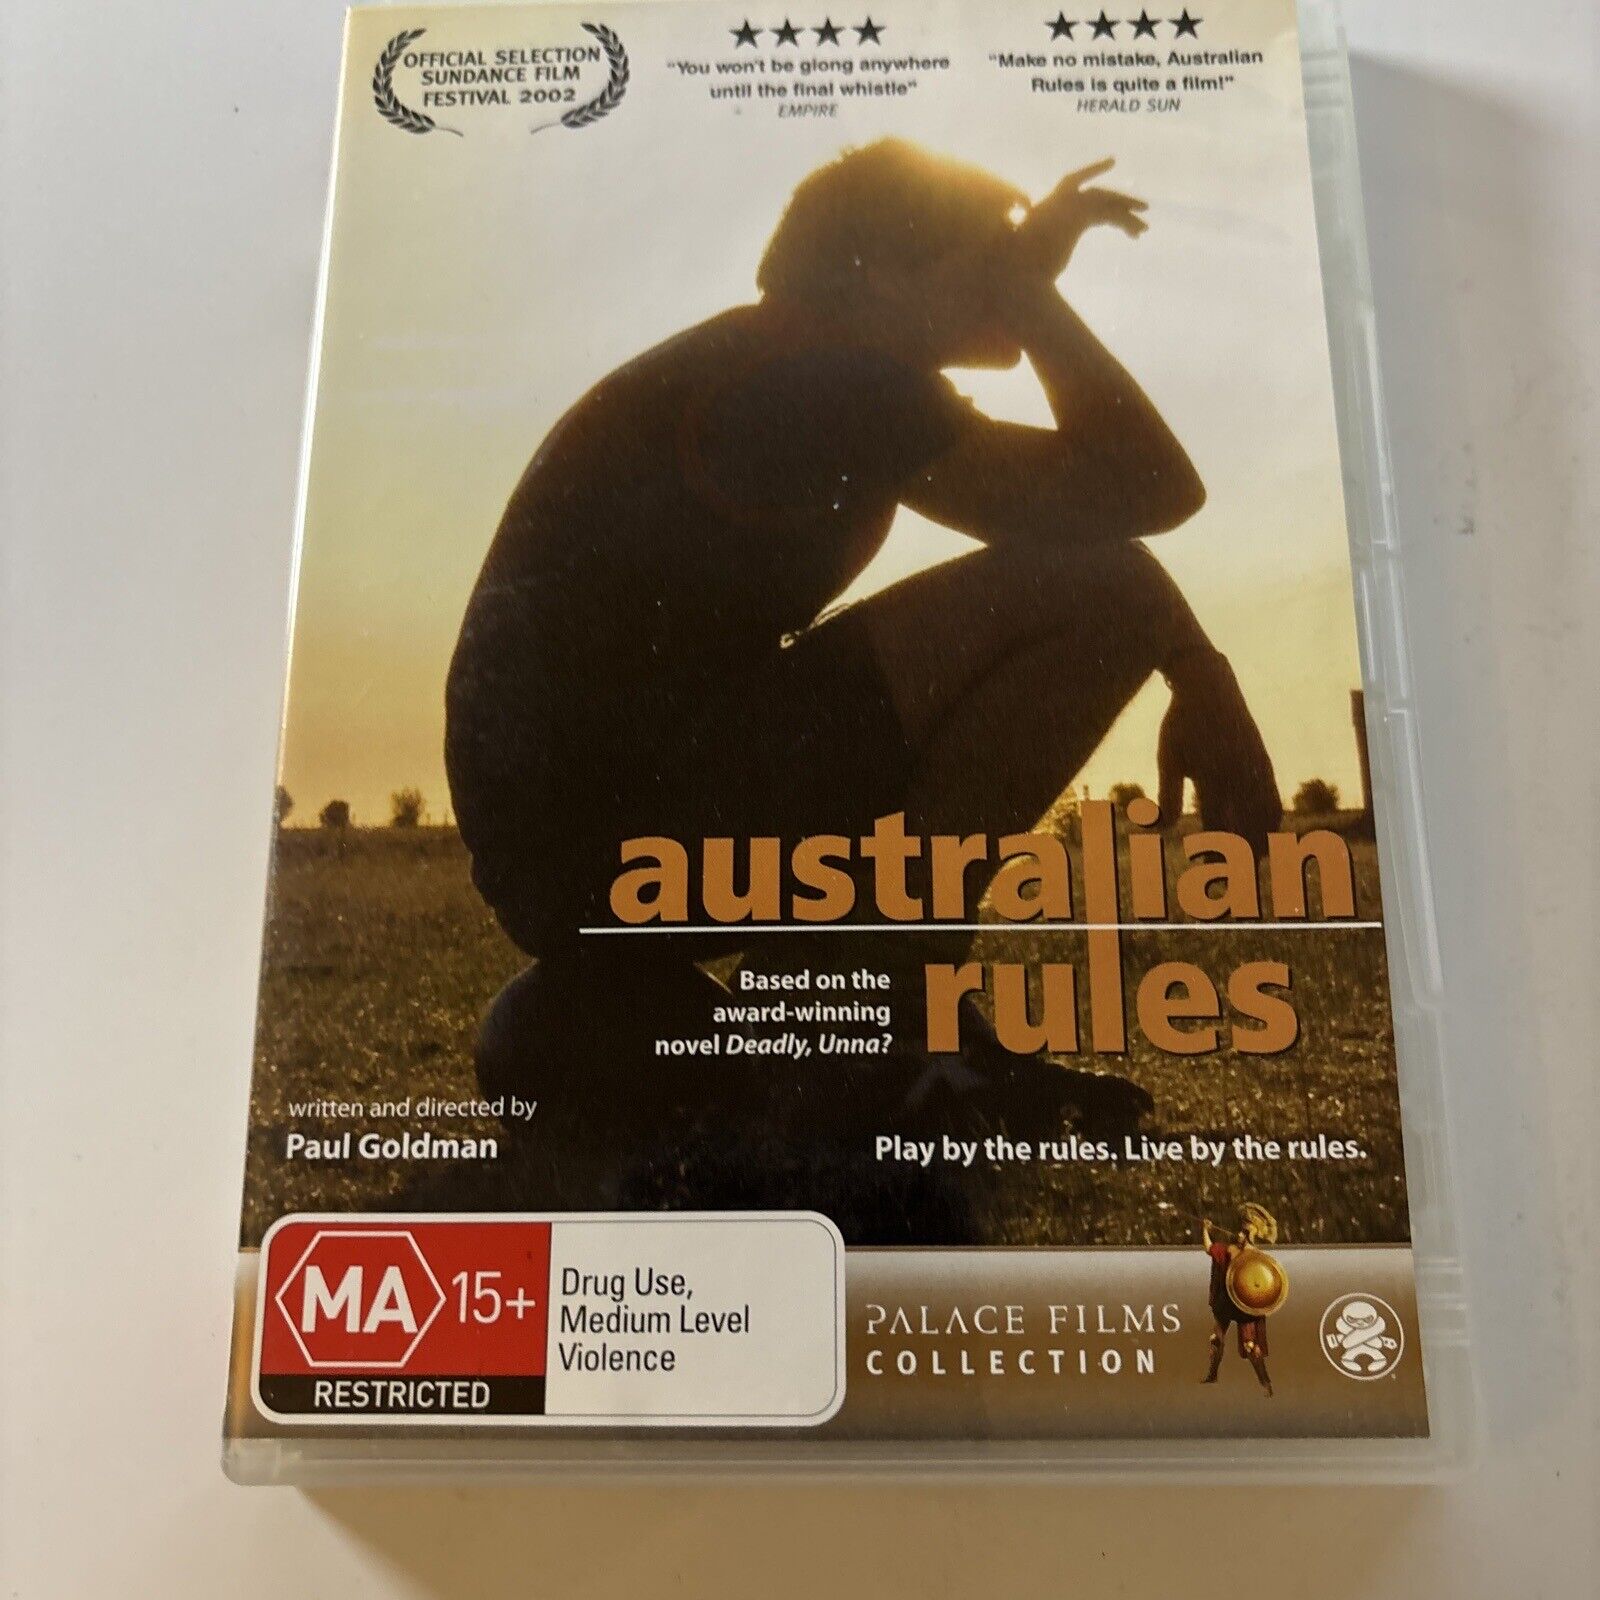 OFFICIAL SELECTION
SUNDANCE FILM
FESTIVAL 2002
"You won't be giong anywhere
until the final whistle"
EMPIRE
"Make no mistake, Australian
Rules is quite a film!"
HERALD SUN
australian
rules
Based on the
award-winning
novel Deadly, Unna?
written and directed by
Paul Goldman
Play by the rules. Live by the rules.
MA 15+
RESTRICTED
Drug Use,
Medium Level
Violence
PALACE FILMS
COLLECTION